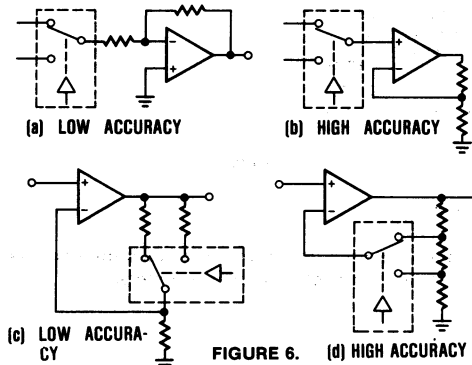 (a) LOW ACCURACY
(b) HIGH ACCURACY
(c) LOW ACCURA-
CY
FIGURE 6.
(d) HIGH ACCURACY